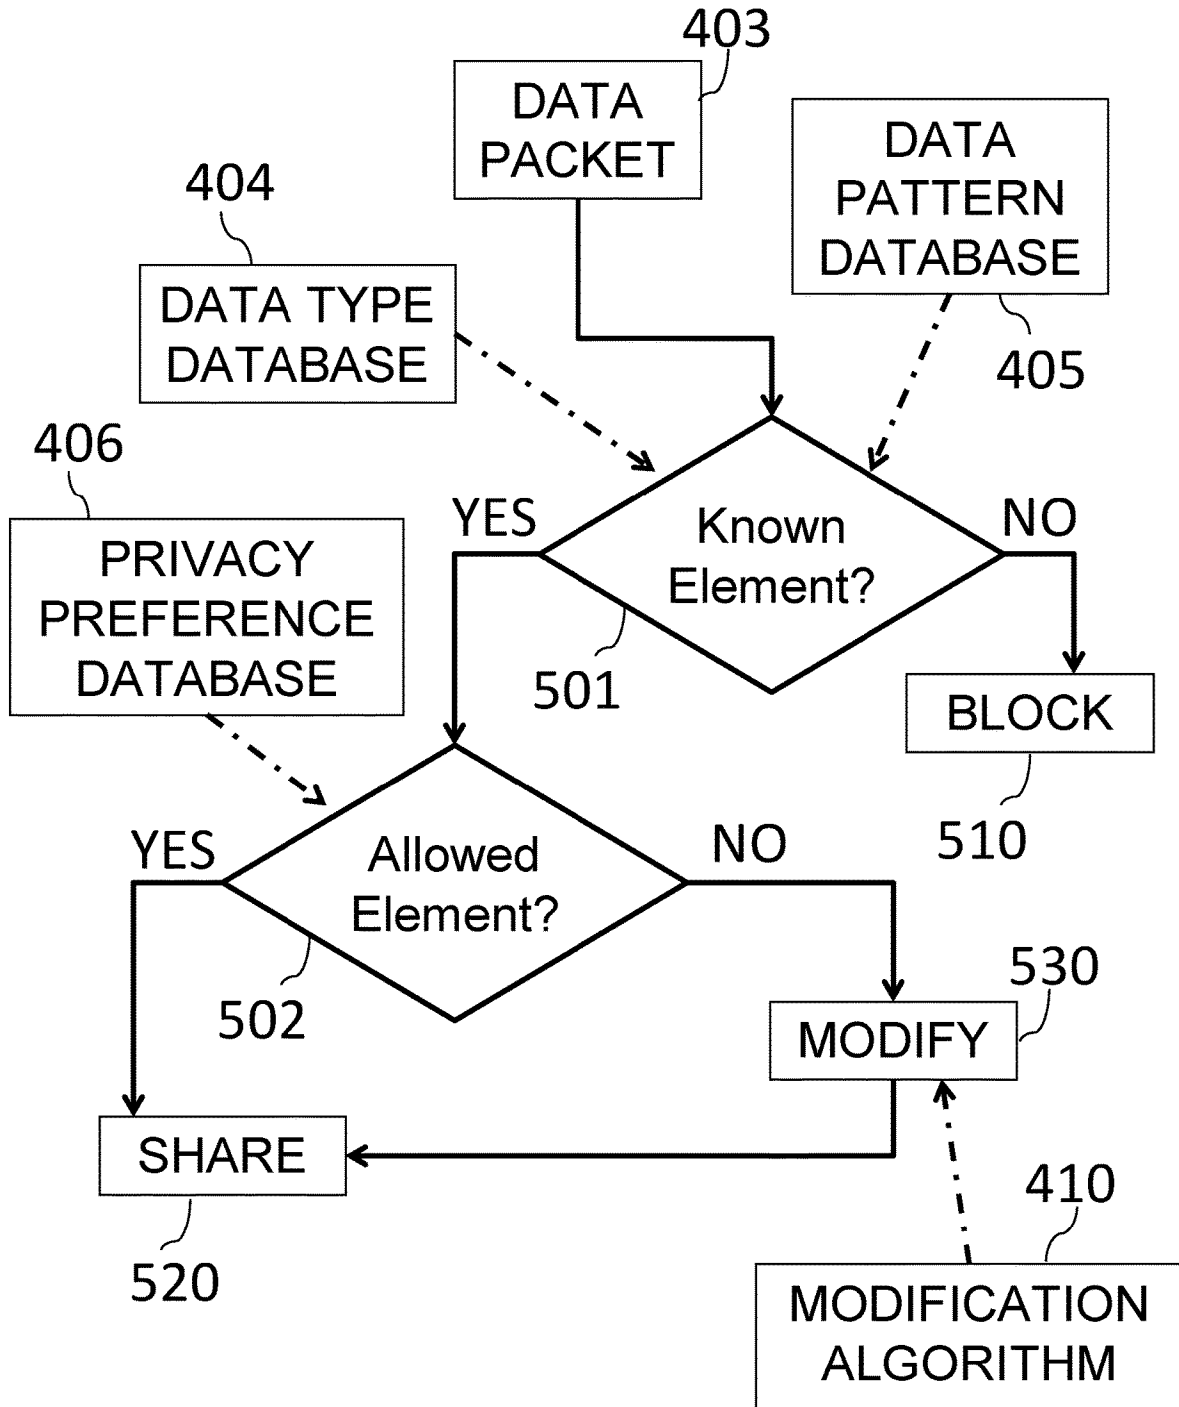 403
DATA
PACKET
DATA
PATTERN
DATABASE
404
DATA TYPE
DATABASE
405
406
PRIVACY
PREFERENCE
DATABASE
YES
Known
Element?
NO
501
BLOCK
510
YES
Allowed
Element?
NO
502
530
MODIFY
SHARE
520
410
MODIFICATION
ALGORITHM